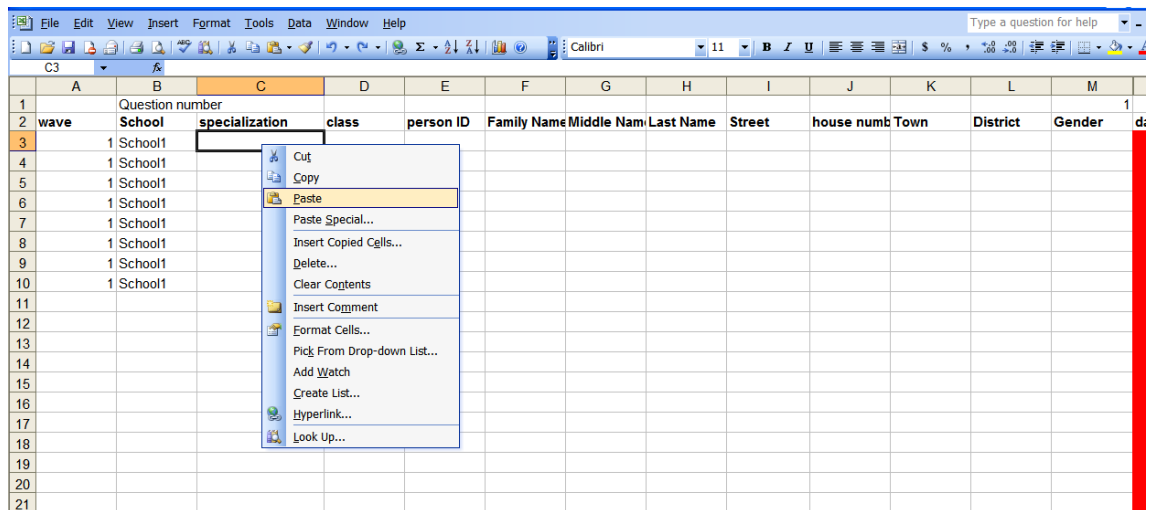 File Edit View Insert Format Tools Data Window Help Type a question for help
Calibri 11 B I U $ % , .00 .00
C3 fx
A B C D E F G H I J K L M
1 Question number 1
2 wave School specialization class person ID Family Name Middle Nam Last Name Street house numb Town District Gender da
3 1 School1
4 1 School1
5 1 School1
6 1 School1
7 1 School1
8 1 School1
9 1 School1
10 1 School1
11
12
13
14
15
16
17
18
19
20
21
Cut
Copy
Paste
Paste Special...
Insert Copied Cells...
Delete...
Clear Contents
Insert Comment
Format Cells...
Pick From Drop-down List...
Add Watch
Create List...
Hyperlink...
Look Up...